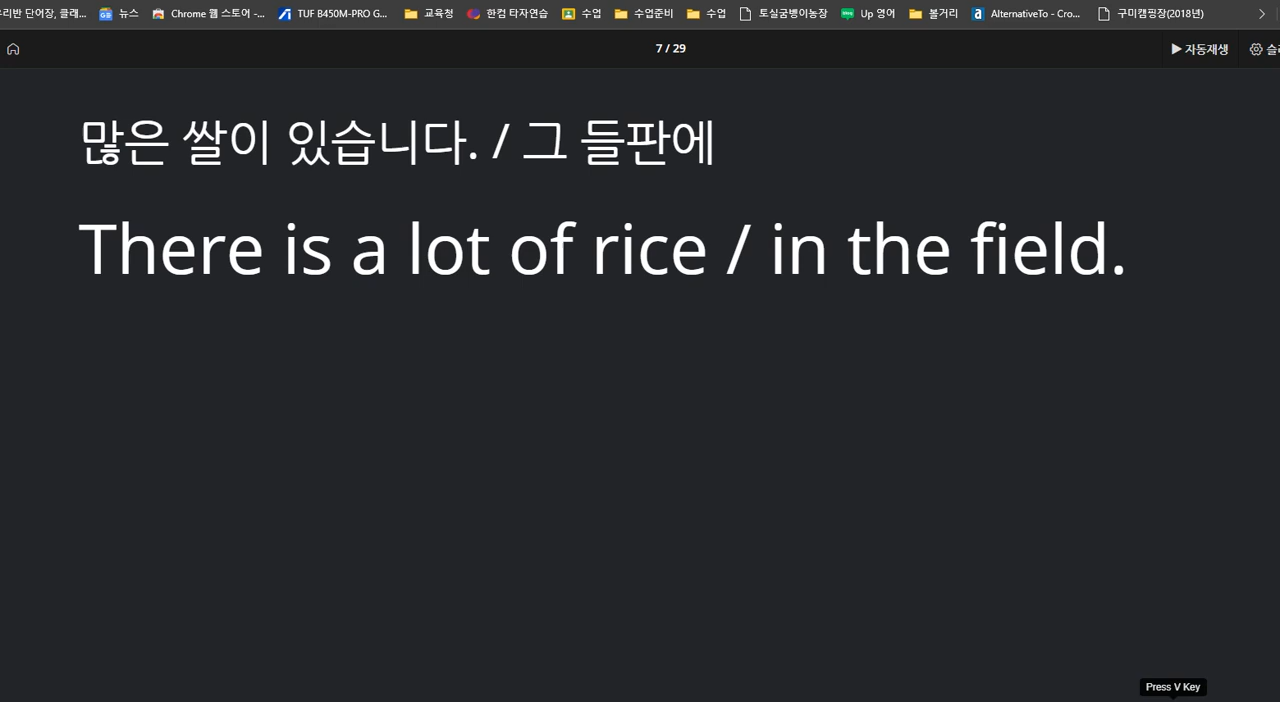 우리반 단어장, 클래... 뉴스 Chrome 웹 스토어 -... TUF B450M-PRO G... 교육청 한컴 타자연습 수업 수업준비 수업 토실굼벵이농장 Up 영어 볼거리 AlternativeTo - Cro... 구미캠핑장(2018년)
7 / 29 자동재생
많은 쌀이 있습니다. / 그 들판에
There is a lot of rice / in the field.
Press V Key